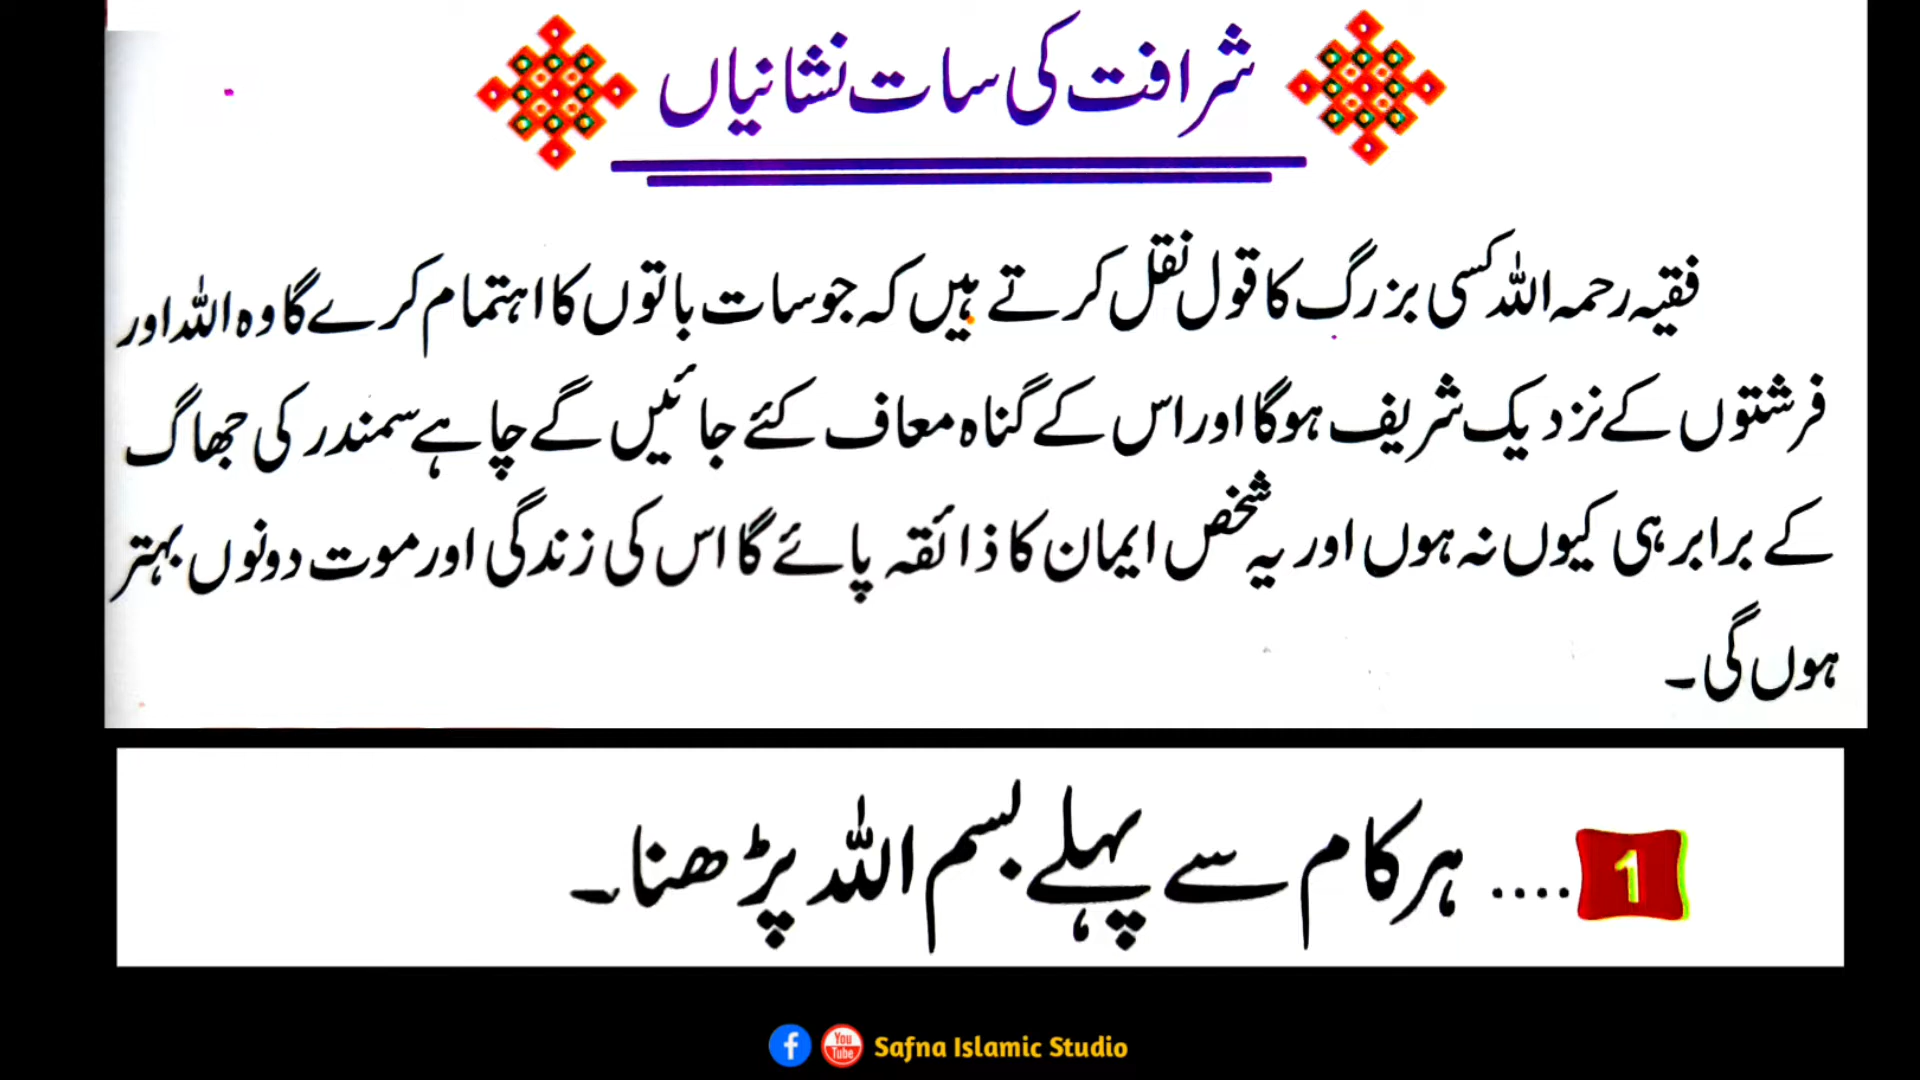 شرافت کی سات نشانیاں
فقیہ رحمہ اللہ کسی بزرگ کا قول نقل کرتے ہیں کہ جو سات باتوں کا اہتمام کرے گا وہ اللہ اور
فرشتوں کے نزدیک شریف ہوگا اور اس کے گناہ معاف کئے جائیں گے چاہے سمندر کی جھاگ
کے برابر ہی کیوں نہ ہوں اور یہ شخص ایمان کا ذائقہ پائے گا اس کی زندگی اور موت دونوں بہتر
ہوں گی۔
1 .... ہر کام سے پہلے بسم اللہ پڑھنا۔
f You Tube Safna Islamic Studio